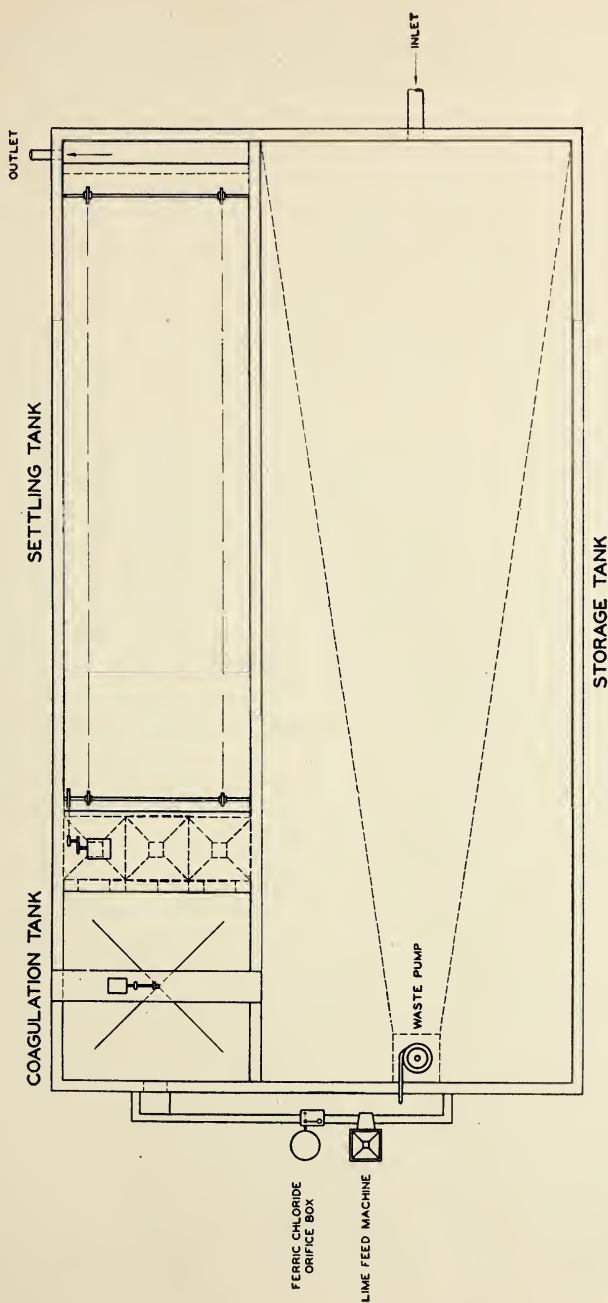 OUTLET
INLET
SETTLING TANK
COAGULATION TANK
STORAGE TANK
WASTE PUMP
FERRIC CHLORIDE
ORIFICE BOX
LIME FEED MACHINE